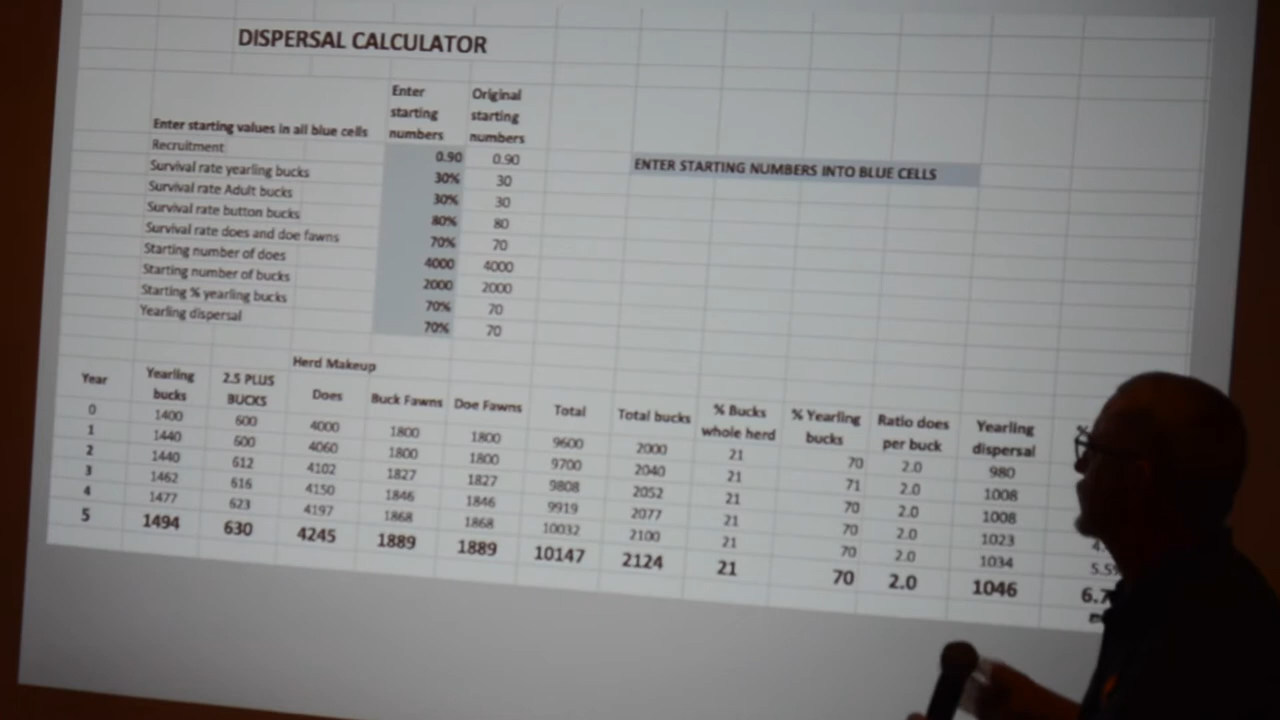 DISPERSAL CALCULATOR
Enter starting numbers
Original starting numbers
Enter starting values in all blue cells
Recruitment 0.90 0.90
Survival rate yearling bucks 30% 30
Survival rate Adult bucks 30% 30
Survival rate button bucks 80% 80
Survival rate does and doe fawns 70% 70
Starting number of does 4000 4000
Starting number of bucks 2000 2000
Starting % yearling bucks 70% 70
Yearling dispersal 70% 70
ENTER STARTING NUMBERS INTO BLUE CELLS
Herd Makeup
Year Yearling bucks 2.5 PLUS BUCKS Does Buck Fawns Doe Fawns Total Total bucks % Bucks whole herd % Yearling bucks Ratio does per buck Yearling dispersal %
0 1400 600 4000 1800 1800 9600 2000 21 70 2.0 980
1 1440 600 4060 1800 1800 9700 2040 21 71 2.0 1008
2 1440 612 4102 1827 1827 9808 2052 21 70 2.0 1008
3 1462 616 4150 1846 1846 9919 2077 21 70 2.0 1023
4 1477 623 4197 1868 1868 10032 2100 21 70 2.0 1034
5 1494 630 4245 1889 1889 10147 2124 21 70 2.0 1046